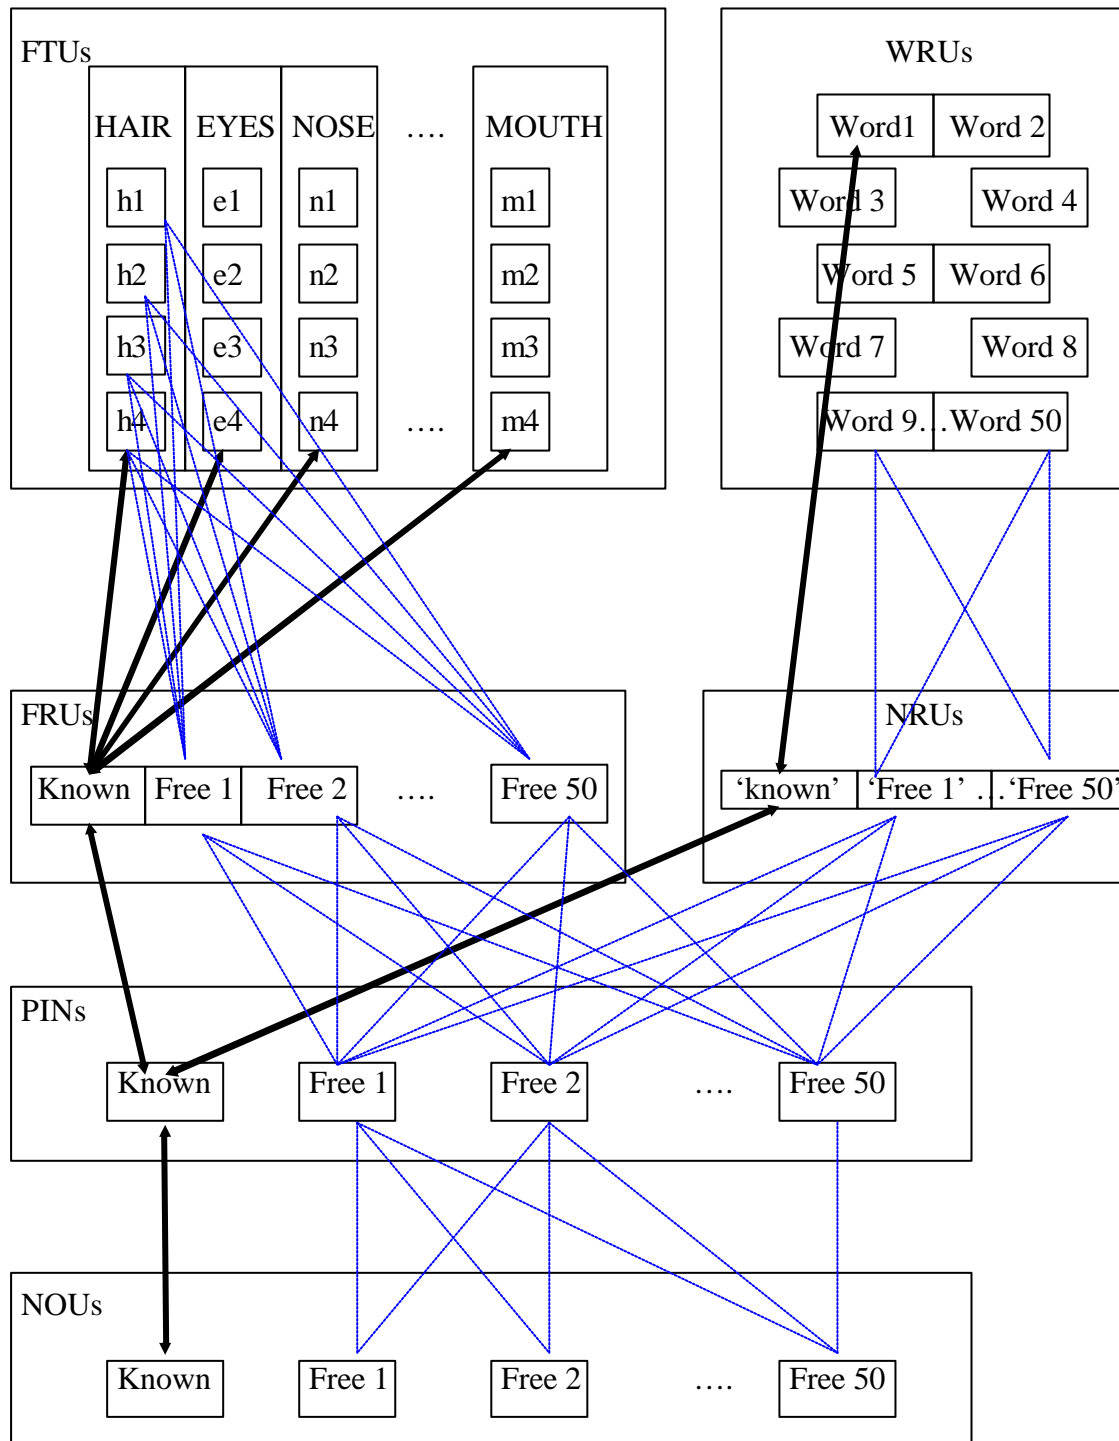 FTUs
HAIR EYES NOSE …. MOUTH
h1 e1 n1 m1
h2 e2 n2 m2
h3 e3 n3 m3
h4 e4 n4 …. m4
WRUs
Word1 Word 2
Word 3 Word 4
Word 5 Word 6
Word 7 Word 8
Word 9…Word 50
FRUs
Known Free 1 Free 2 …. Free 50
NRUs
‘known’ ‘Free 1’ …‘Free 50’
PINs
Known Free 1 Free 2 …. Free 50
NOUs
Known Free 1 Free 2 …. Free 50